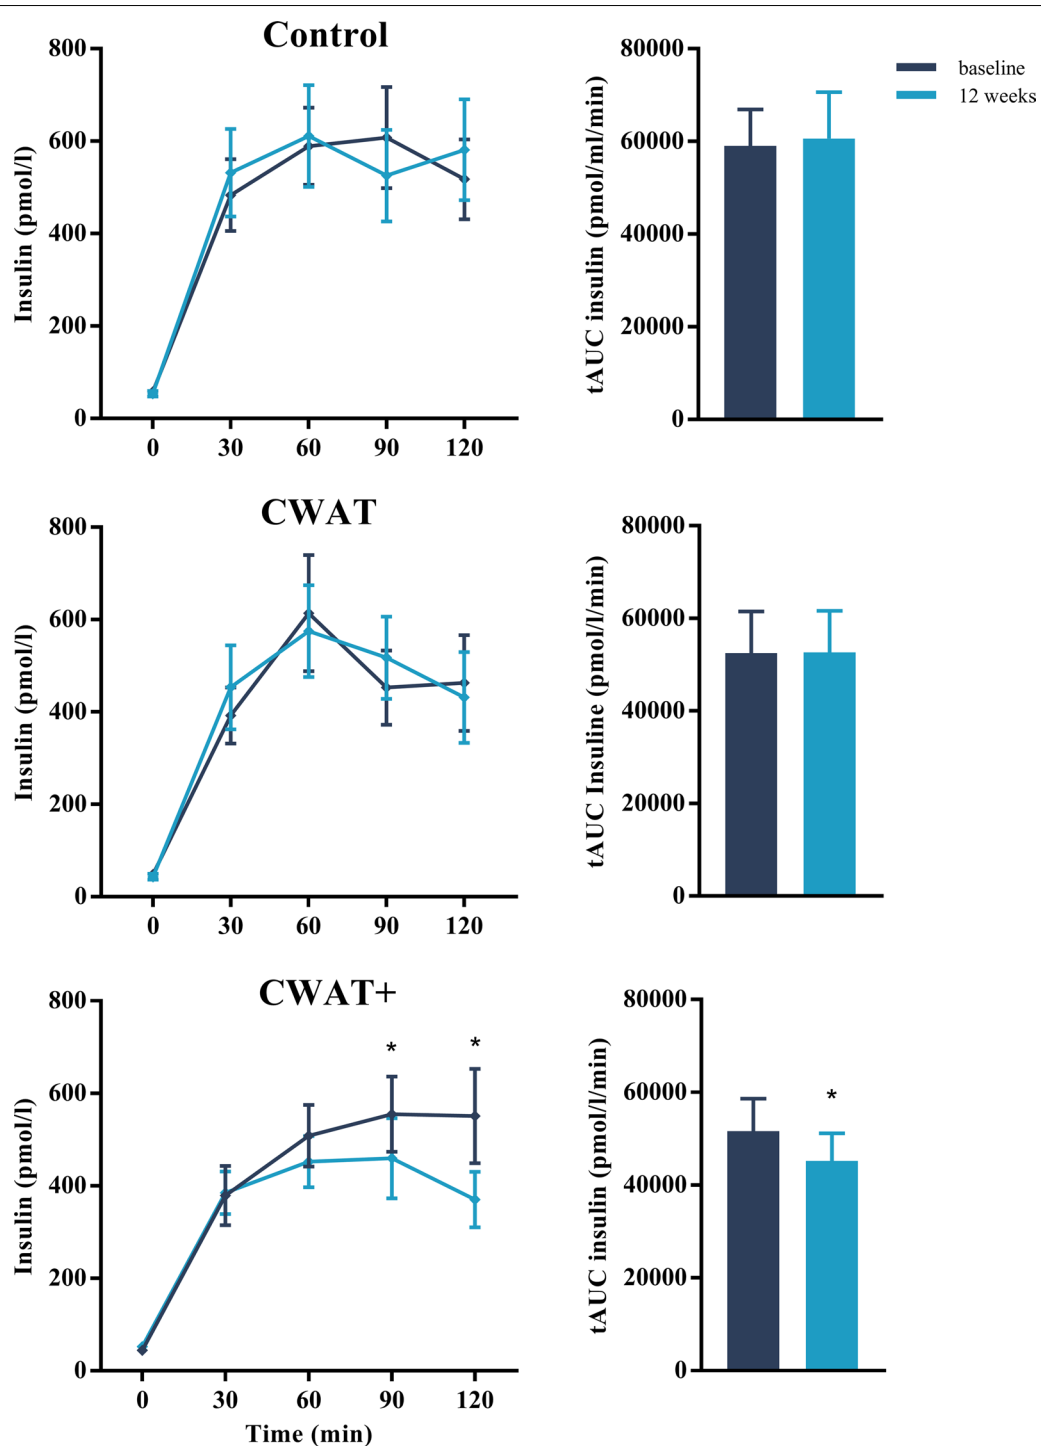 Control
800
600
400
200
0
Insulin (pmol/l)
0 30 60 90 120
80000
60000
40000
20000
0
tAUC insulin (pmol/ml/min)
baseline
12 weeks
CWAT
800
600
400
200
0
Insulin (pmol/l)
0 30 60 90 120
80000
60000
40000
20000
0
tAUC Insuline (pmol/l/min)
CWAT+
800
600
400
200
0
Insulin (pmol/l)
* *
0 30 60 90 120
Time (min)
80000
60000
40000
20000
0
tAUC insulin (pmol/l/min)
*